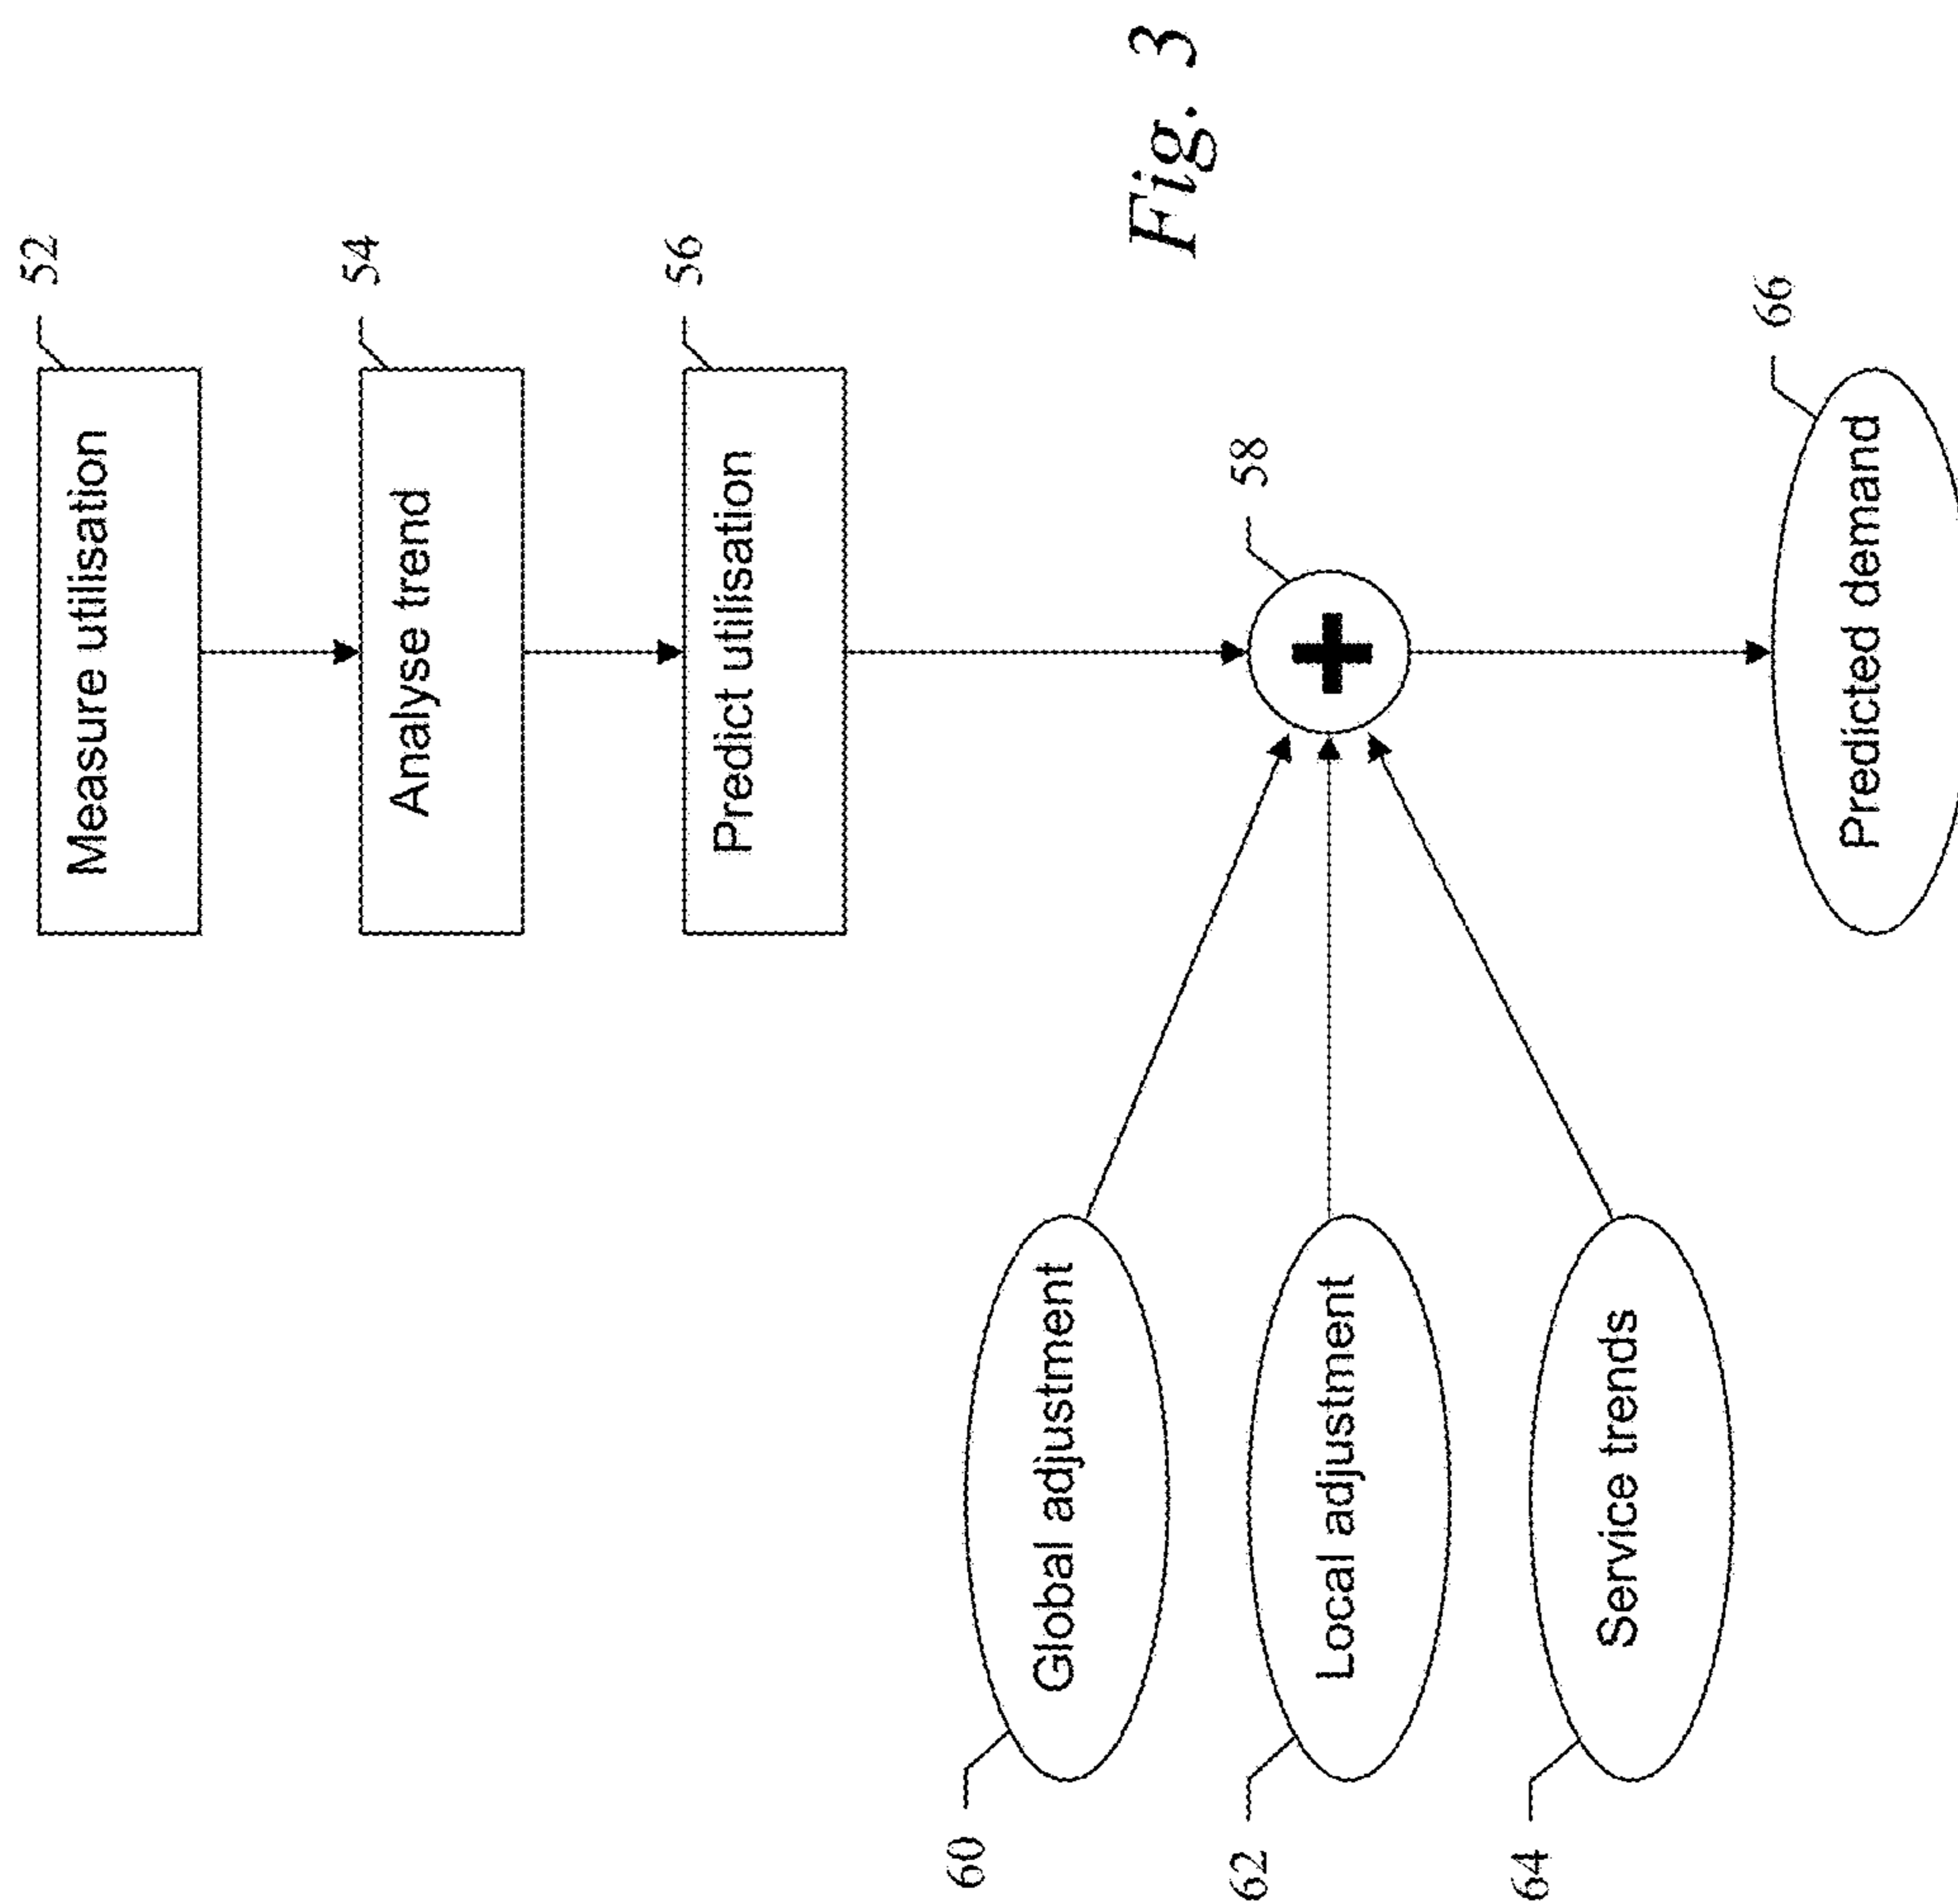 Measure utilisation
52
Analyse trend
54
Predict utilisation
56
58
+
60
Global adjustment
62
Local adjustment
64
Service trends
66
Predicted demand
Fig. 3